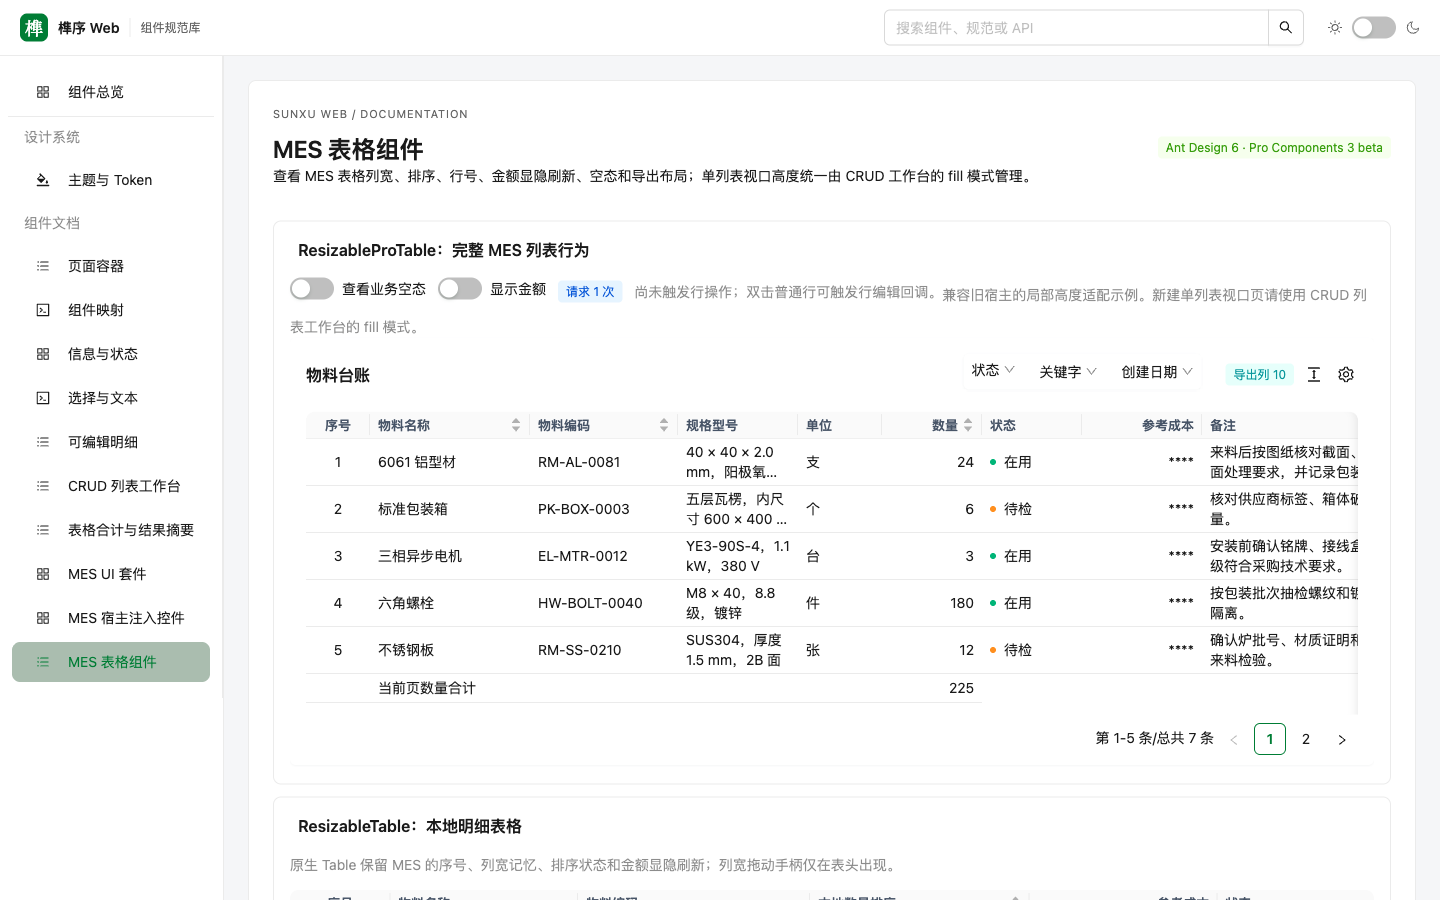 榫 榫序 Web 组件规范库
搜索组件、规范或 API
组件总览
设计系统
主题与 Token
组件文档
页面容器
组件映射
信息与状态
选择与文本
可编辑明细
CRUD 列表工作台
表格合计与结果摘要
MES UI 套件
MES 宿主注入控件
MES 表格组件
SUNXU WEB / DOCUMENTATION
MES 表格组件
Ant Design 6 · Pro Components 3 beta
查看 MES 表格列宽、排序、行号、金额显隐刷新、空态和导出布局；单列表视口高度统一由 CRUD 工作台的 fill 模式管理。
ResizableProTable：完整 MES 列表行为
查看业务空态 显示金额 请求 1 次 尚未触发行操作；双击普通行可触发行编辑回调。兼容旧宿主的局部高度适配示例。新建单列表视口页请使用 CRUD 列
表工作台的 fill 模式。
物料台账 状态 关键字 创建日期 导出列 10
序号 物料名称 物料编码 规格型号 单位 数量 状态 参考成本 备注
1 6061 铝型材 RM-AL-0081 40 × 40 × 2.0 mm，阳极氧... 支 24 在用 **** 来料后按图纸核对截面、面处理要求，并记录包装
2 标准包装箱 PK-BOX-0003 五层瓦楞，内尺寸 600 × 400 ... 个 6 待检 **** 核对供应商标签、箱体破量。
3 三相异步电机 EL-MTR-0012 YE3-90S-4，1.1 kW，380 V 台 3 在用 **** 安装前确认铭牌、接线盒级符合采购技术要求。
4 六角螺栓 HW-BOLT-0040 M8 × 40，8.8 级，镀锌 件 180 在用 **** 按包装批次抽检螺纹和镀隔离。
5 不锈钢板 RM-SS-0210 SUS304，厚度 1.5 mm，2B 面 张 12 待检 **** 确认炉批号、材质证明和来料检验。
当前页数量合计 225
第 1-5 条/总共 7 条 1 2
ResizableTable：本地明细表格
原生 Table 保留 MES 的序号、列宽记忆、排序状态和金额显隐刷新；列宽拖动手柄仅在表头出现。
序号 物料名称 物料编码 本地数量排序 参考成本 状态